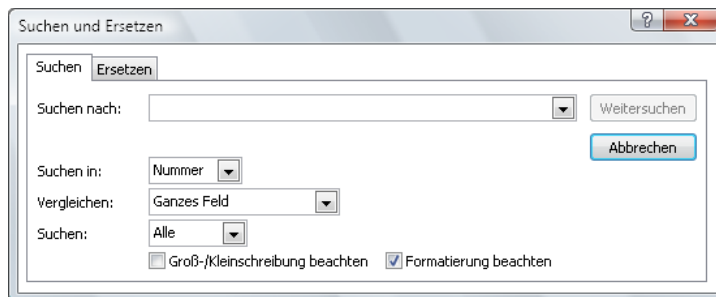 Suchen und Ersetzen
Suchen
Ersetzen
Suchen nach:
Weitersuchen
Abbrechen
Suchen in: Nummer
Vergleichen: Ganzes Feld
Suchen: Alle
Groß-/Kleinschreibung beachten Formatierung beachten